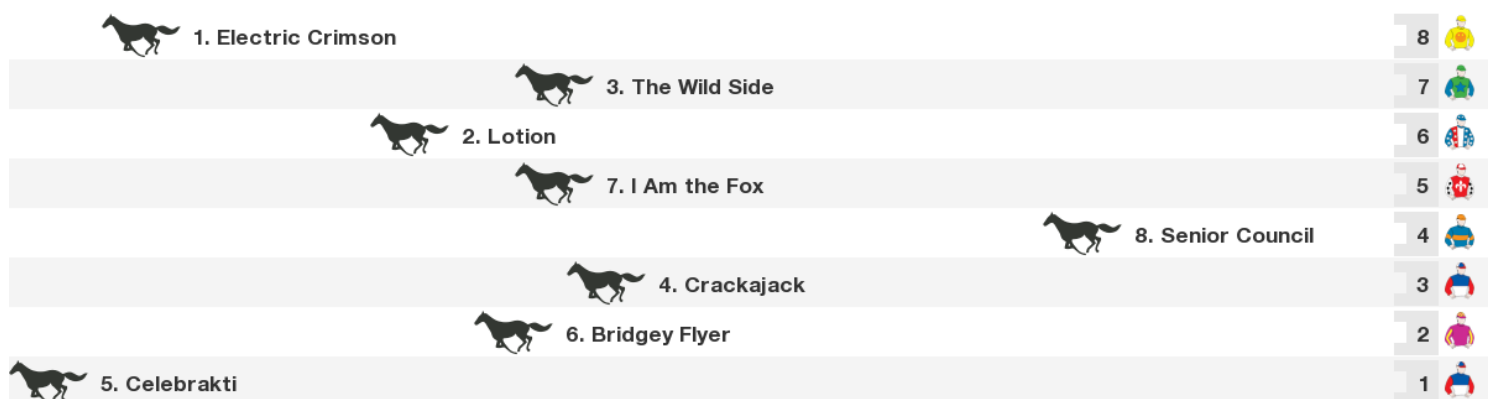 1. Electric Crimson 8
3. The Wild Side 7
2. Lotion 6
7. I Am the Fox 5
8. Senior Council 4
4. Crackajack 3
6. Bridgey Flyer 2
5. Celebrakti 1